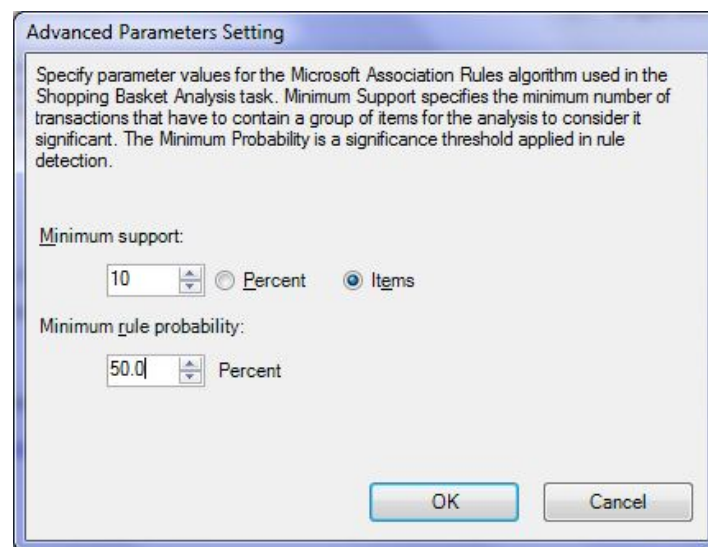 Advanced Parameters Setting
Specify parameter values for the Microsoft Association Rules algorithm used in the
Shopping Basket Analysis task. Minimum Support specifies the minimum number of
transactions that have to contain a group of items for the analysis to consider it
significant. The Minimum Probability is a significance threshold applied in rule
detection.
Minimum support:
10 Percent Items
Minimum rule probability:
50.0 Percent
OK Cancel